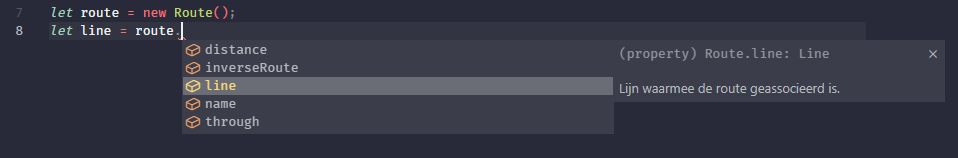 7 let route = new Route();
8 let line = route.
distance
inverseRoute
line
name
through
(property) Route.line: Line
Lijn waarmee de route geassocieerd is.